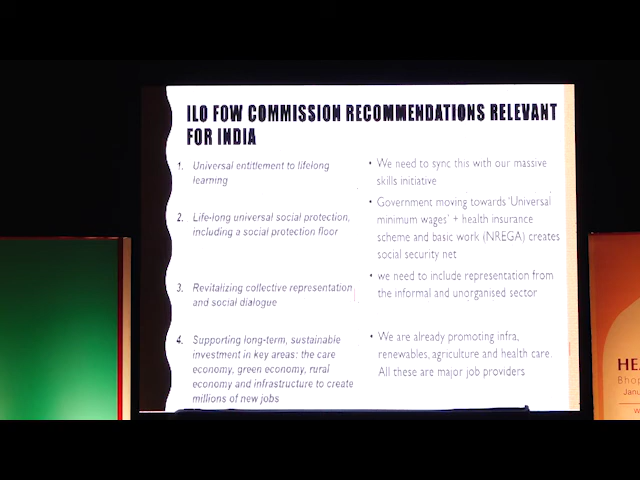 ILO FOW COMMISSION RECOMMENDATIONS RELEVANT
FOR INDIA
1. Universal entitlement to lifelong
learning
• We need to sync this with our massive
skills initiative
2. Life-long universal social protection,
including a social protection floor
• Government moving towards 'Universal
minimum wages' + health insurance
scheme and basic work (NREGA) creates
social security net
3. Revitalizing collective representation
and social dialogue
• we need to include representation from
the informal and unorganised sector
4. Supporting long-term, sustainable
investment in key areas: the care
economy, green economy, rural
economy and infrastructure to create
millions of new jobs
• We are already promoting infra,
renewables, agriculture and health care.
All these are major job providers